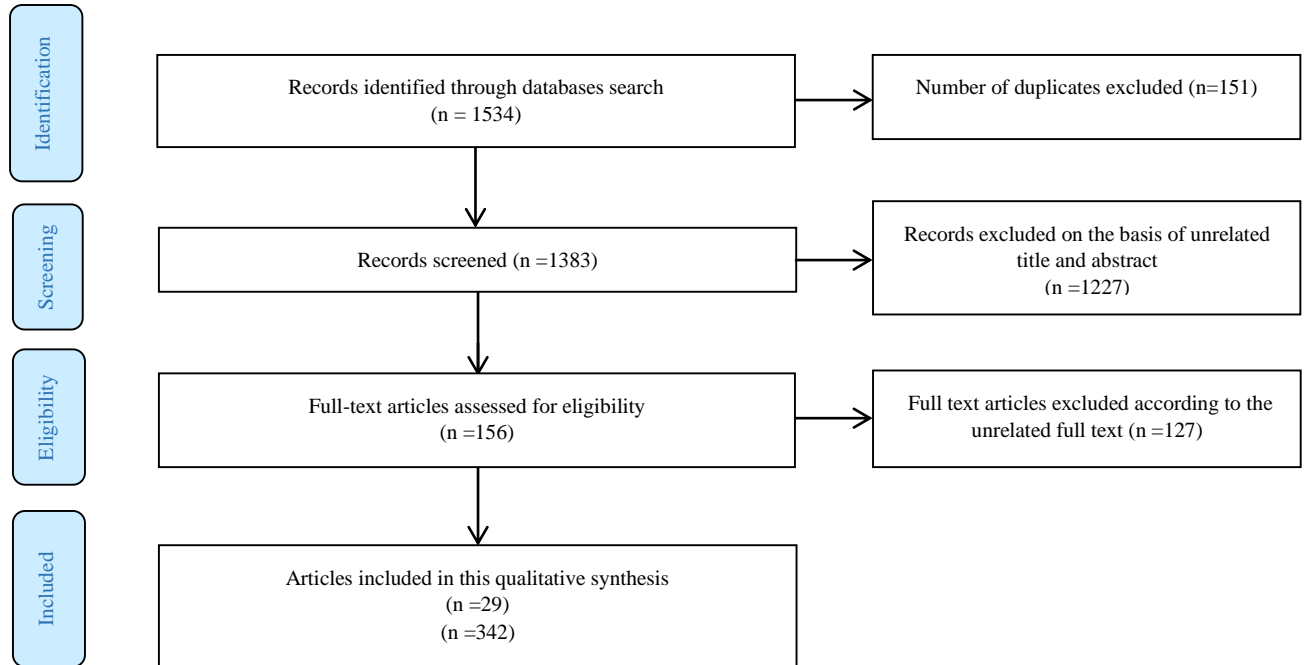 Identification
Records identified through databases search
(n = 1534)
Number of duplicates excluded (n=151)
Screening
Records screened (n =1383)
Records excluded on the basis of unrelated
title and abstract
(n =1227)
Eligibility
Full-text articles assessed for eligibility
(n =156)
Full text articles excluded according to the
unrelated full text (n =127)
Included
Articles included in this qualitative synthesis
(n =29)
(n =342)